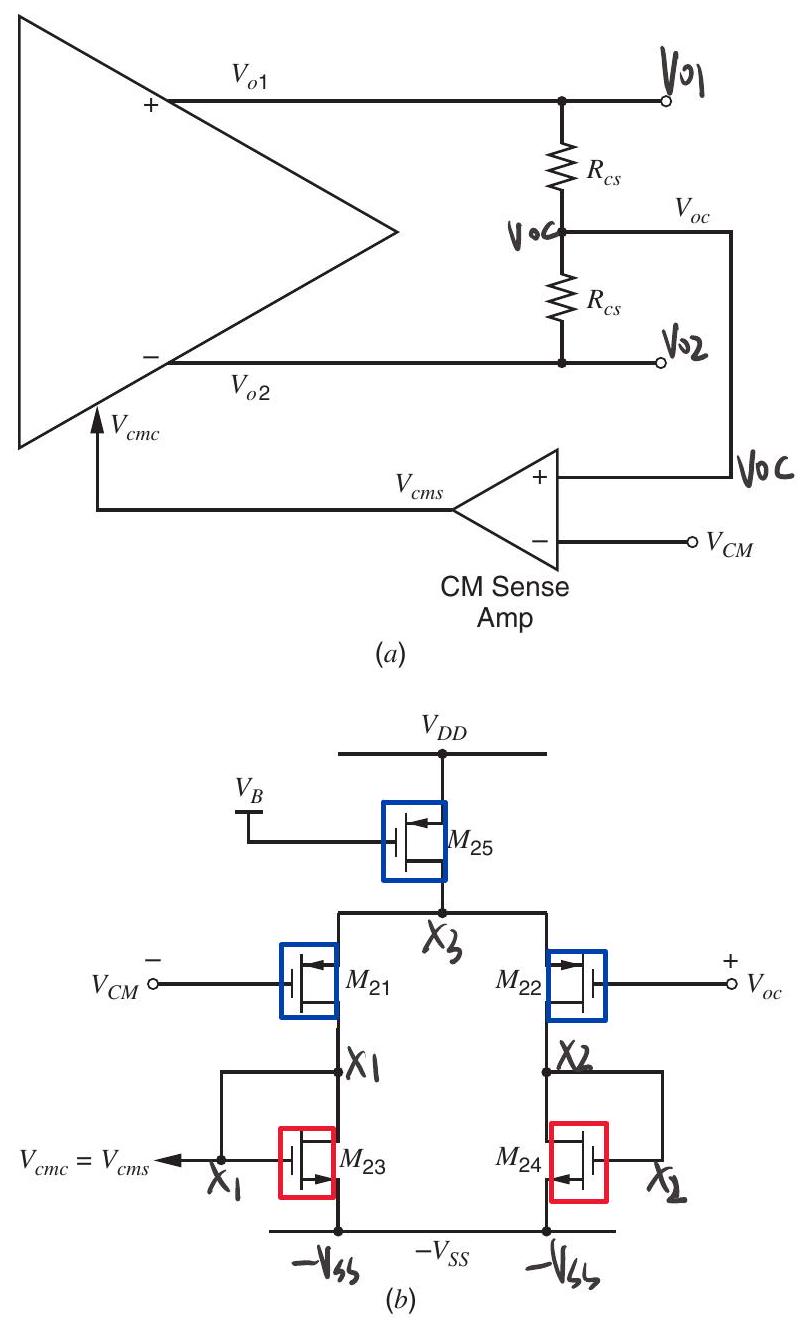 V_{o1}
Vo1
+
R_{cs}
V_{oc}
Voc
R_{cs}
−
V_{o2}
Vo2
V_{cmc}
V_{cms}
+
Voc
−
V_{CM}
CM Sense
Amp
(a)
V_{DD}
V_B
M_{25}
X3
−
+
V_{CM}
M_{21}
M_{22}
V_{oc}
X1
X2
V_{cmc} = V_{cms}
X1
M_{23}
M_{24}
X2
−V_{SS}
−Vss
−Vss
(b)